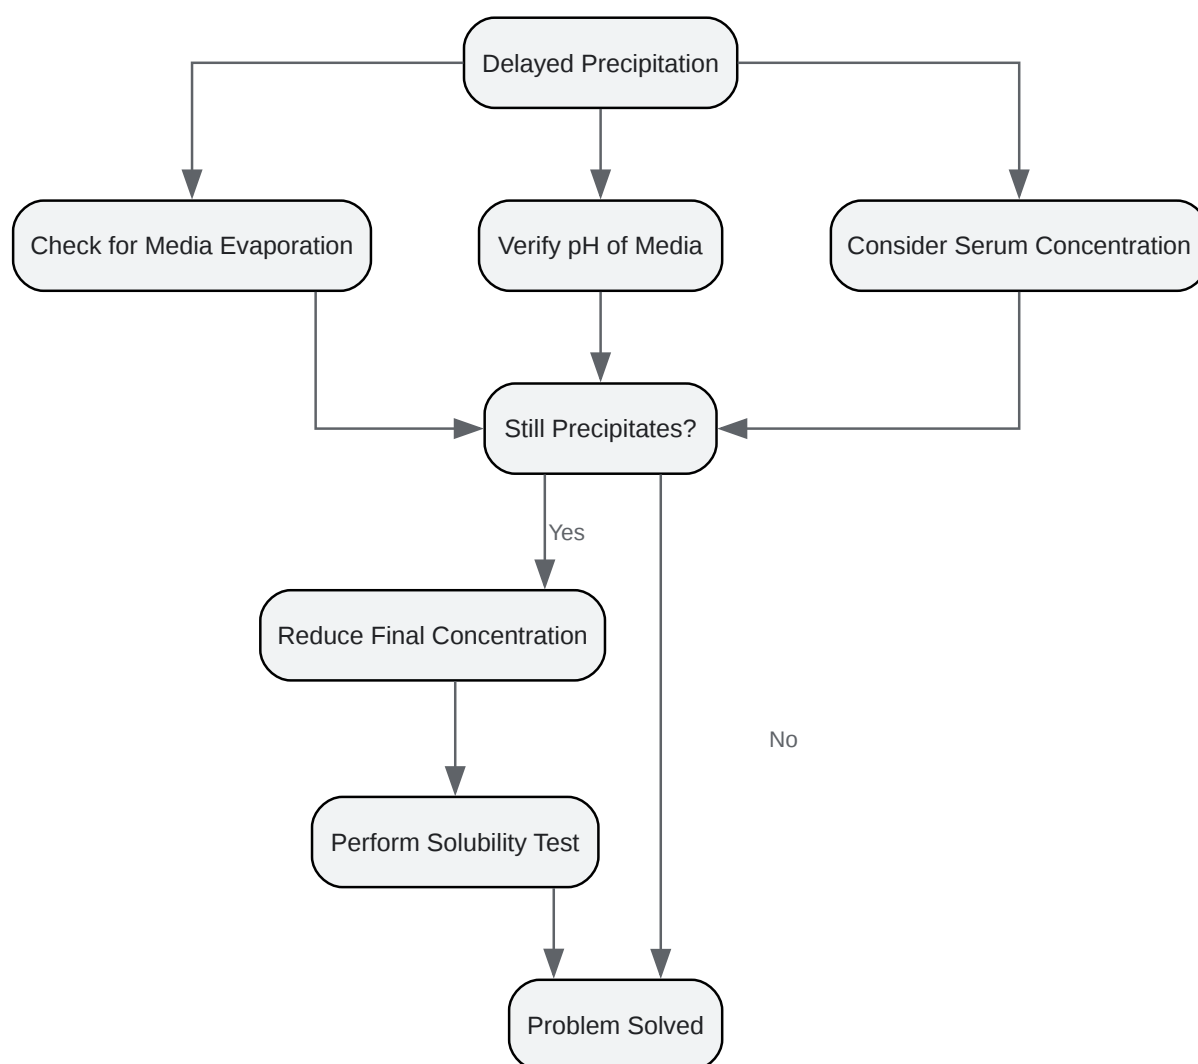 Delayed Precipitation
Check for Media Evaporation
Verify pH of Media
Consider Serum Concentration
Still Precipitates?
Yes
Reduce Final Concentration
No
Perform Solubility Test
Problem Solved